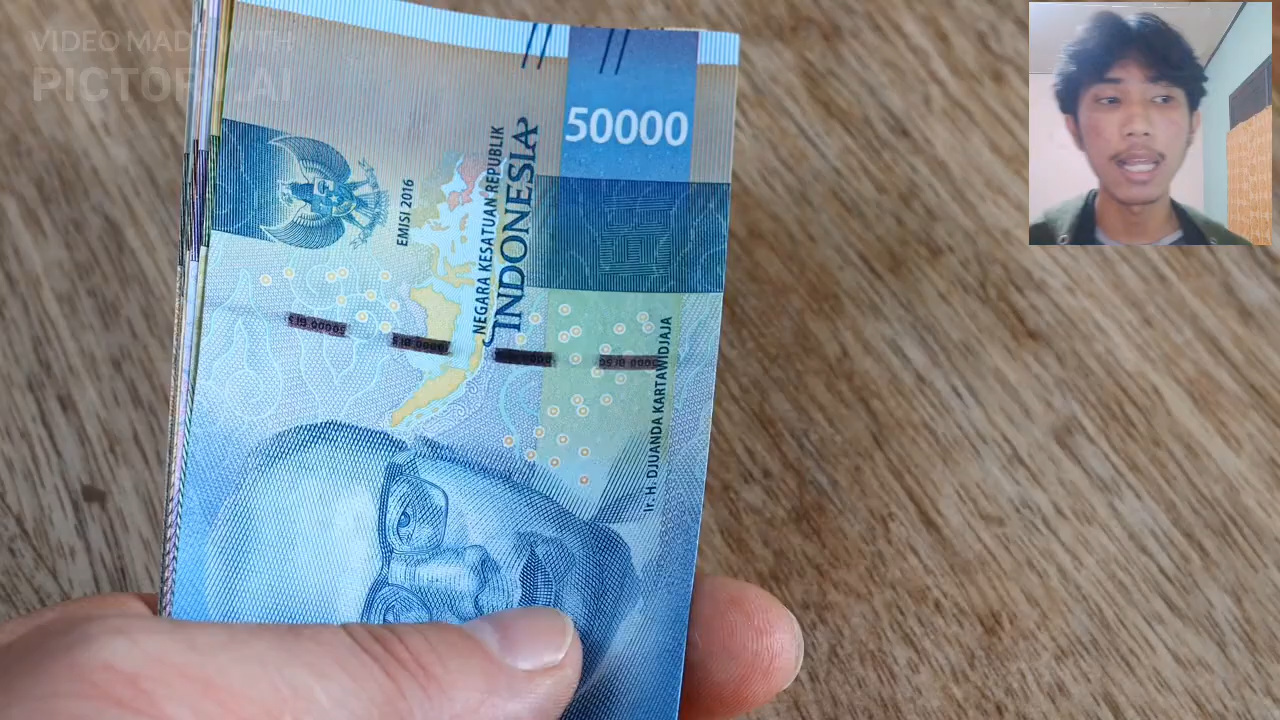 VIDEO MADE WITH
PICTORY.AI
50000
EMISI 2016
NEGARA KESATUAN REPUBLIK
INDONESIA
Ir. H. DJUANDA KARTAWIDJAJA